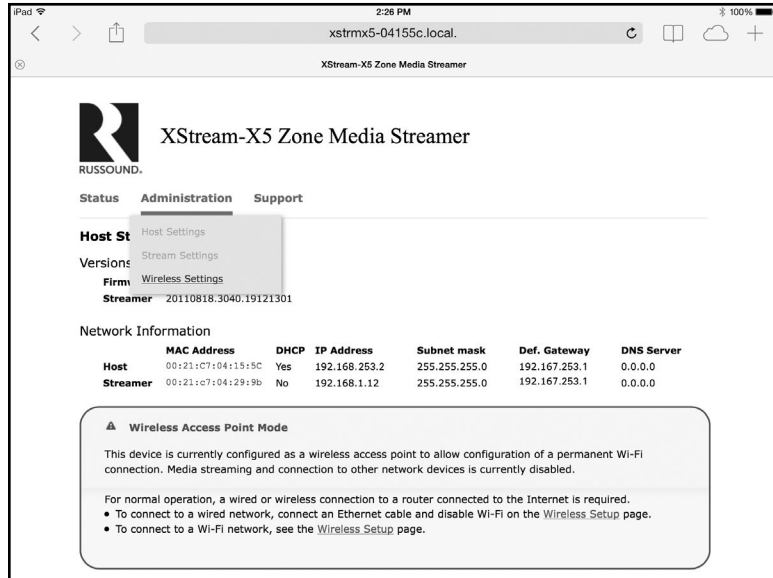 iPad 2:26 PM 100%
xstrmx5-04155c.local.
XStream-X5 Zone Media Streamer
RUSSOUND.
XStream-X5 Zone Media Streamer
Status Administration Support
Host Settings
Host St
Stream Settings
Versions
Wireless Settings
Firmw
Streamer 20110818.3040.19121301
Network Information
MAC Address DHCP IP Address Subnet mask Def. Gateway DNS Server
Host 00:21:C7:04:15:5C Yes 192.168.253.2 255.255.255.0 192.167.253.1 0.0.0.0
Streamer 00:21:c7:04:29:9b No 192.168.1.12 255.255.255.0 192.167.253.1 0.0.0.0
Wireless Access Point Mode
This device is currently configured as a wireless access point to allow configuration of a permanent Wi-Fi
connection. Media streaming and connection to other network devices is currently disabled.
For normal operation, a wired or wireless connection to a router connected to the Internet is required.
• To connect to a wired network, connect an Ethernet cable and disable Wi-Fi on the Wireless Setup page.
• To connect to a Wi-Fi network, see the Wireless Setup page.